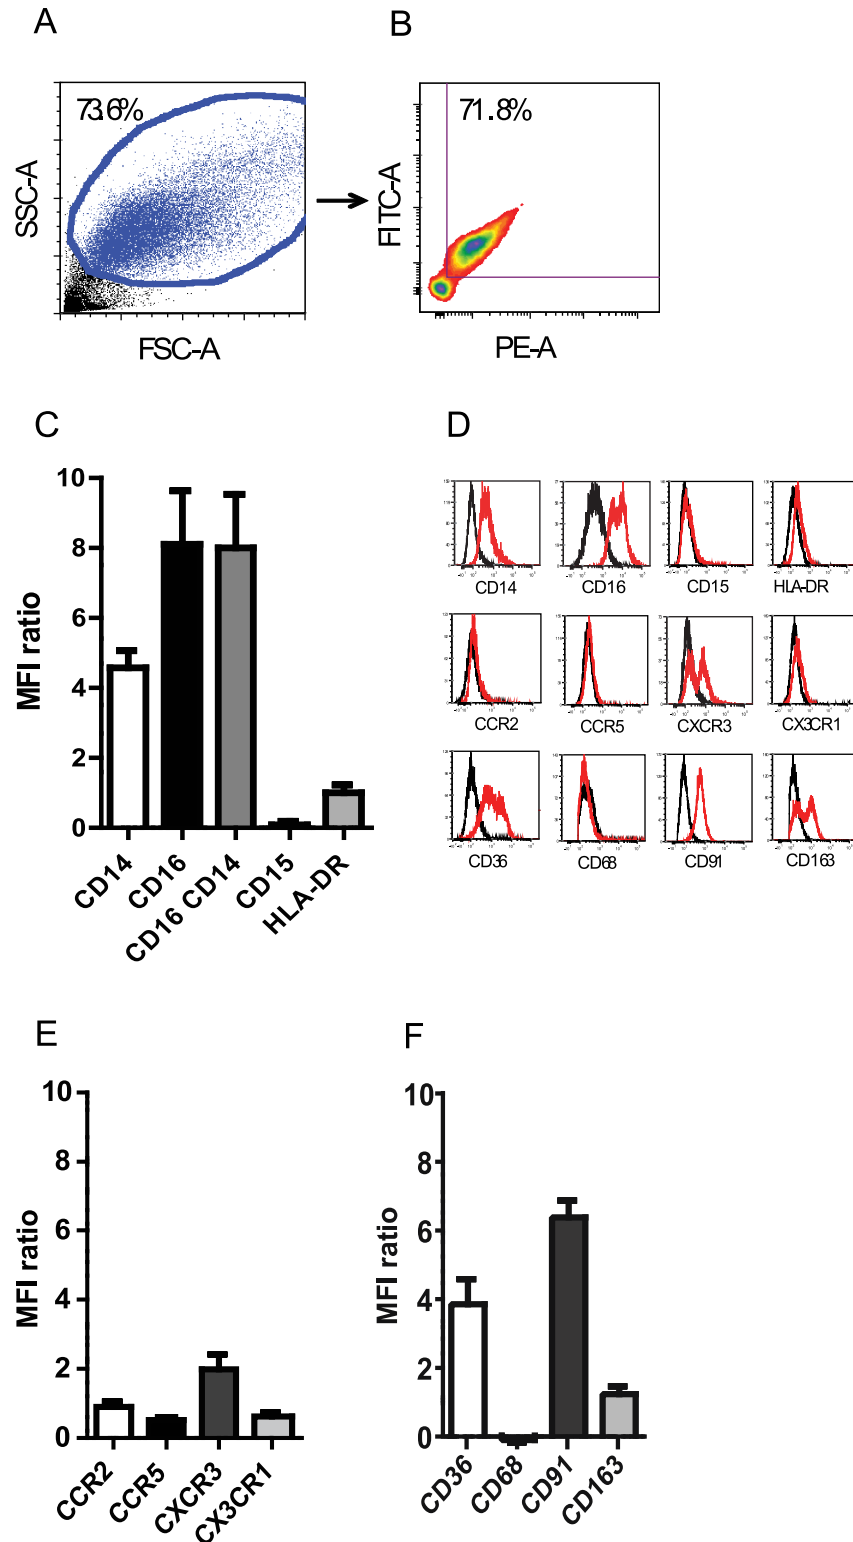 A
B
73.6%
71.8%
SSC-A
FITC-A
FSC-A
PE-A
C
D
10
8
6
4
2
0
MFI ratio
CD14
CD16
CD16 CD14
CD15
HLA-DR
CD14
CD16
CD15
HLA-DR
CCR2
CCR5
CXCR3
CX3CR1
CD36
CD68
CD91
CD163
E
F
10
8
6
4
2
0
MFI ratio
CCR2
CCR5
CXCR3
CX3CR1
10
8
6
4
2
0
MFI ratio
CD36
CD68
CD91
CD163